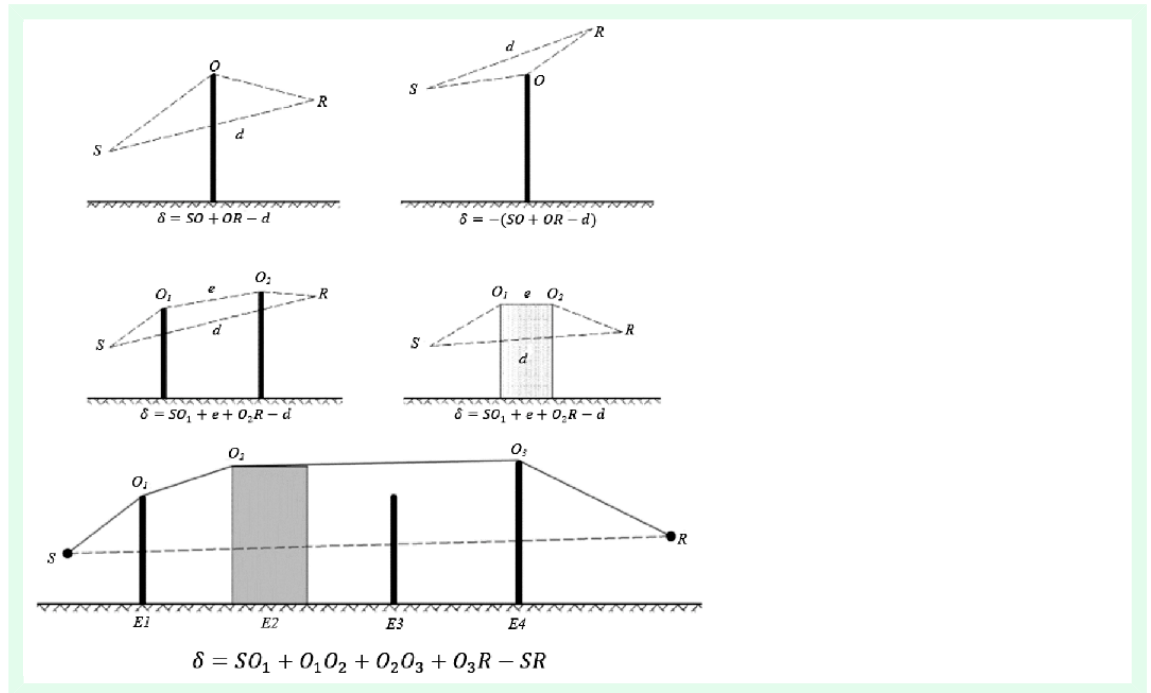 O
R
d
S
δ = SO + OR − d
R
d
O
S
δ = −(SO + OR − d)
O₂
e
O₁
R
d
S
δ = SO₁ + e + O₂R − d
O₁ e O₂
R
S
d
δ = SO₁ + e + O₂R − d
O₂
O₃
O₁
S
R
E1 E2 E3 E4
δ = SO₁ + O₁O₂ + O₂O₃ + O₃R − SR